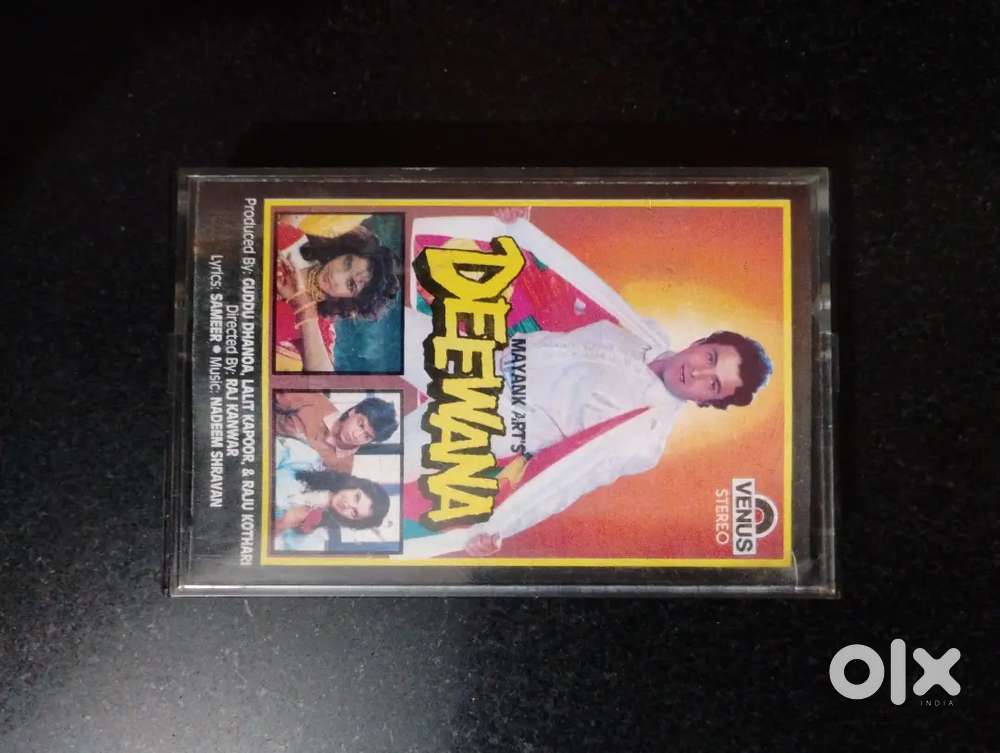 VENUS
STEREO
MAYANK ART'S
DEEWANA
Produced By: GUDDU DHANOA, LALIT KAPOOR, & RAJU KOTHARI
Directed By: RAJ KANWAR
Lyrics: SAMEER • Music: NADEEM SHRAVAN
olx
INDIA